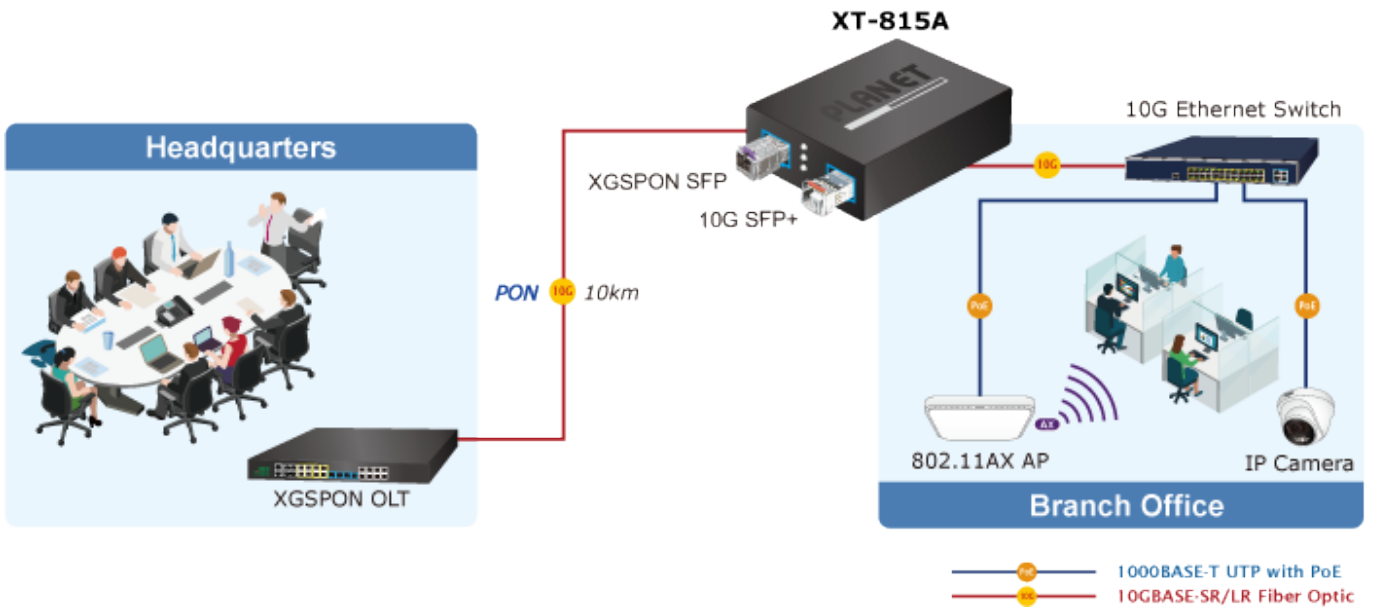 XT-815A
PLANET
10G Ethernet Switch
Headquarters
XGSPON SFP
10G
10G SFP+
PON 10G 10km
PoE
PoE
AX
802.11AX AP
IP Camera
XGSPON OLT
Branch Office
PoE 1000BASE-T UTP with PoE
10G 10GBASE-SR/LR Fiber Optic